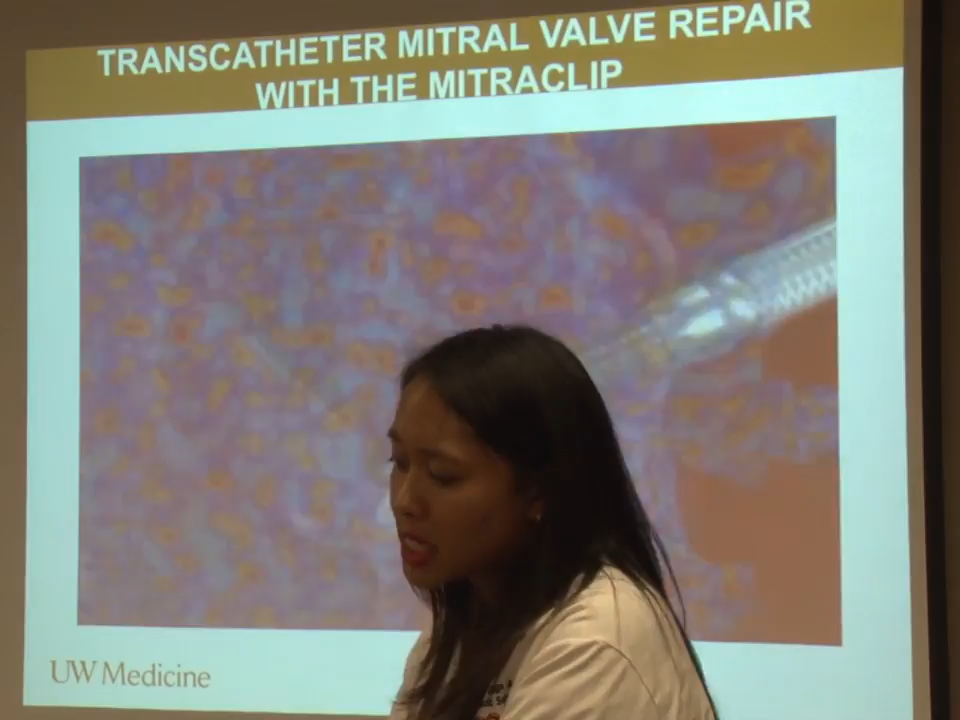 TRANSCATHETER MITRAL VALVE REPAIR
WITH THE MITRACLIP
UW Medicine